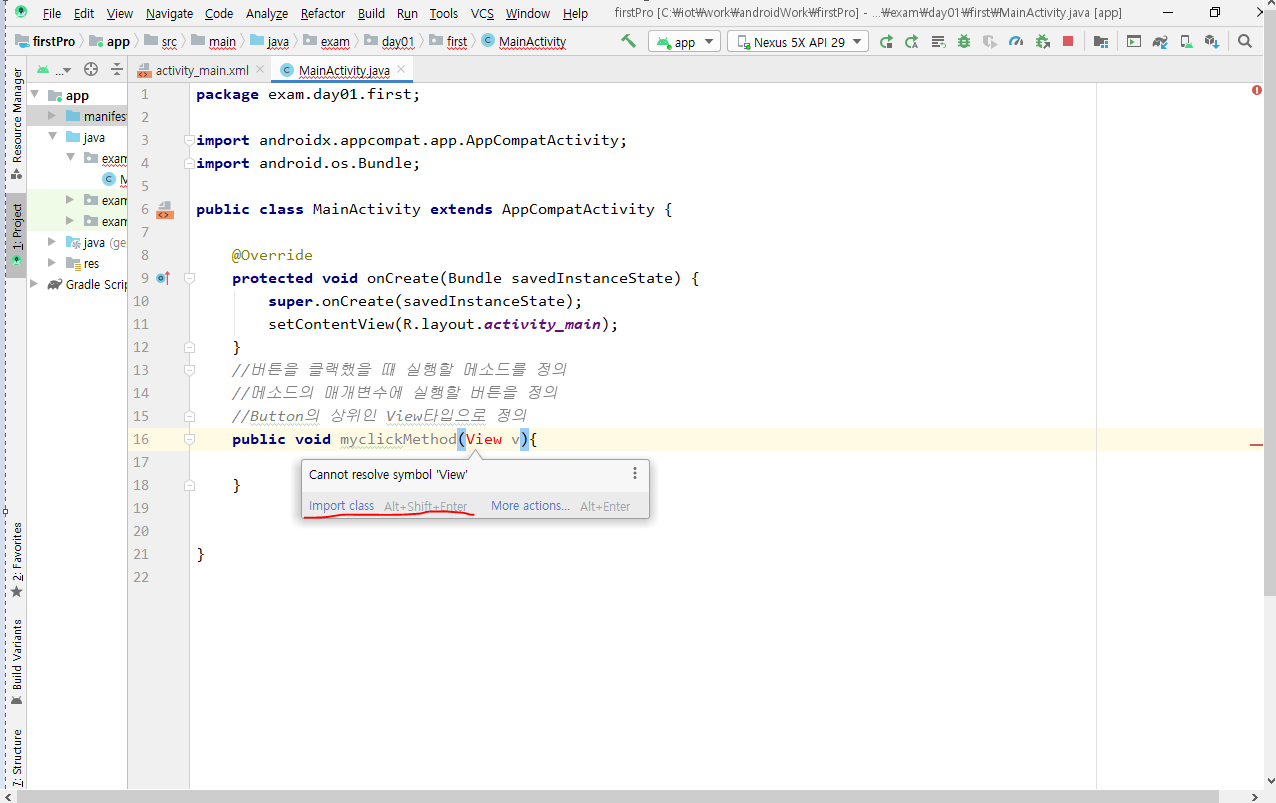 File Edit View Navigate Code Analyze Refactor Build Run Tools VCS Window Help firstPro [C:₩iot₩work₩androidWork₩firstPro] - ...₩exam₩day01₩first₩MainActivity.java [app]
firstPro app src main java exam day01 first MainActivity app Nexus 5X API 29
... activity_main.xml MainActivity.java
Resource Manager
1: Project
2: Favorites
Build Variants
7: Structure
app
manifest
java
exam
M
exam
exam
java (ge
res
Gradle Scrip
1 package exam.day01.first;
2
3 import androidx.appcompat.app.AppCompatActivity;
4 import android.os.Bundle;
5
6 public class MainActivity extends AppCompatActivity {
7
8 @Override
9 protected void onCreate(Bundle savedInstanceState) {
10 super.onCreate(savedInstanceState);
11 setContentView(R.layout.activity_main);
12 }
13 //버튼을 클랙했을 떄 실행할 메소드를 정의
14 //메소드의 매개변수에 실행할 버튼을 정의
15 //Button의 상위인 View타입으로 정의
16 public void myclickMethod(View v){
17
Cannot resolve symbol 'View'
18 }
Import class Alt+Shift+Enter More actions... Alt+Enter
19
20
21 }
22